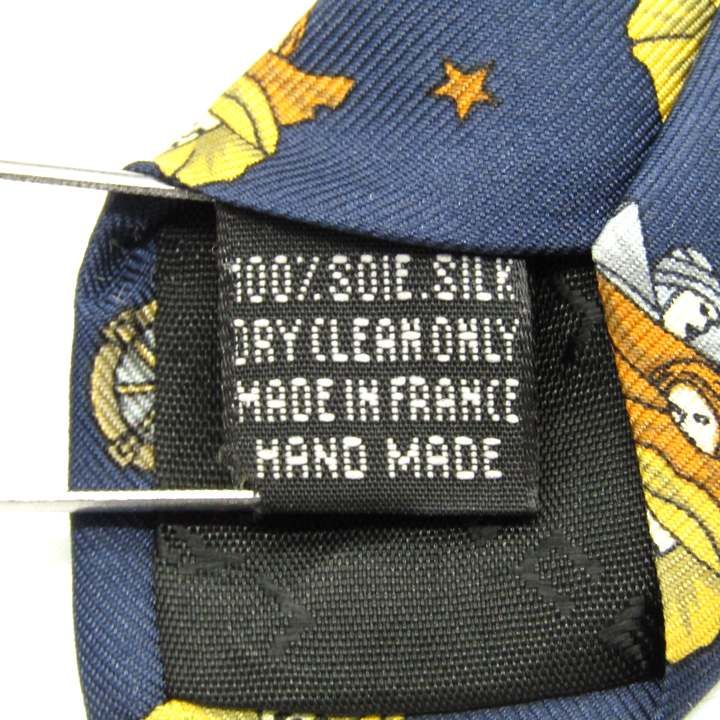 100% SOIE.SILK
DRY CLEAN ONLY
MADE IN FRANCE
HAND MADE